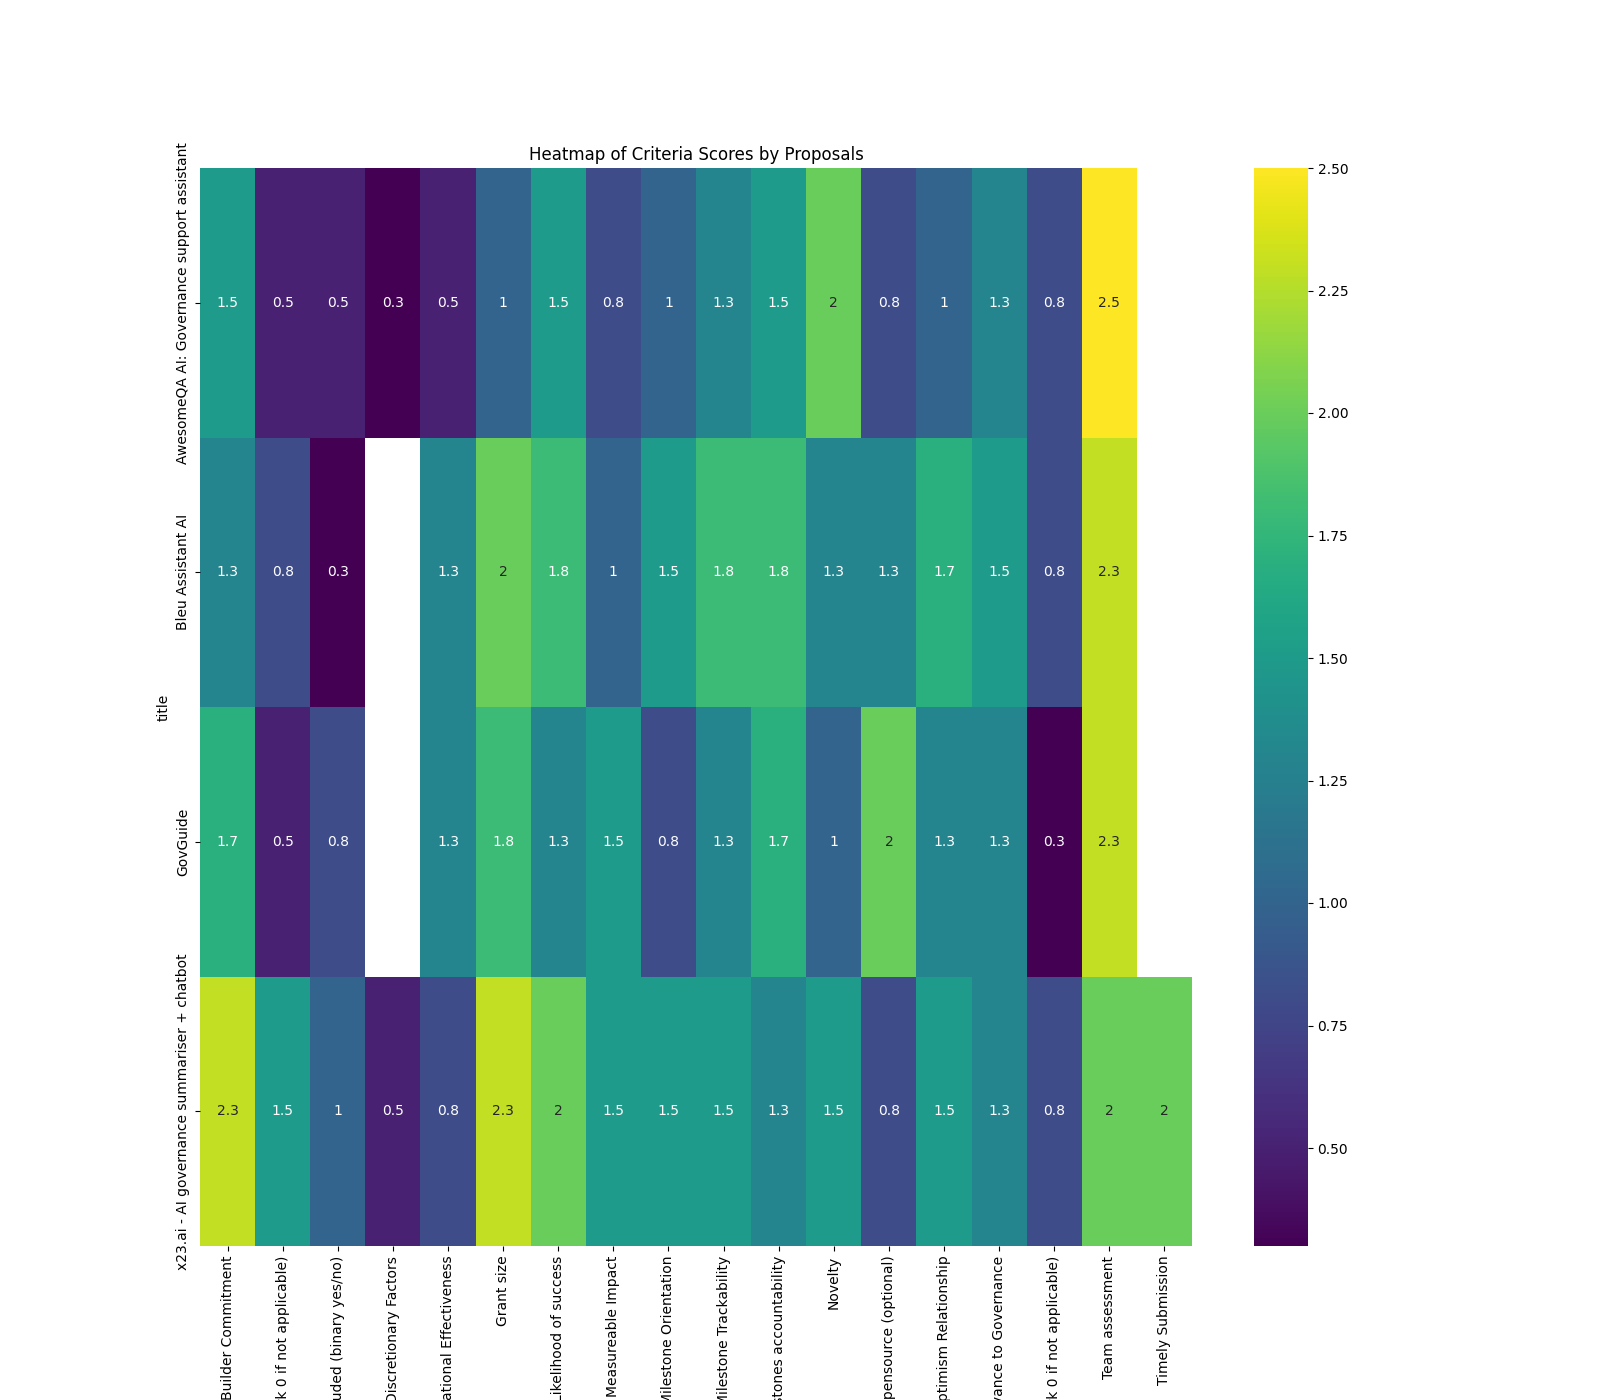 Heatmap of Criteria Scores by Proposals
title
AwesomeQA AI: Governance support assistant
1.5 0.5 0.5 0.3 0.5 1 1.5 0.8 1 1.3 1.5 2 0.8 1 1.3 0.8 2.5
Bleu Assistant AI
1.3 0.8 0.3 1.3 2 1.8 1 1.5 1.8 1.8 1.3 1.3 1.7 1.5 0.8 2.3
GovGuide
1.7 0.5 0.8 1.3 1.8 1.3 1.5 0.8 1.3 1.7 1 2 1.3 1.3 0.3 2.3
x23.ai - AI governance summariser + chatbot
2.3 1.5 1 0.5 0.8 2.3 2 1.5 1.5 1.5 1.3 1.5 0.8 1.5 1.3 0.8 2 2
Builder Commitment
k 0 if not applicable)
uded (binary yes/no)
Discretionary Factors
ational Effectiveness
Grant size
Likelihood of success
Measureable Impact
Milestone Orientation
Milestone Trackability
stones accountability
Novelty
pensource (optional)
ptimism Relationship
vance to Governance
k 0 if not applicable)
Team assessment
Timely Submission
2.50
2.25
2.00
1.75
1.50
1.25
1.00
0.75
0.50